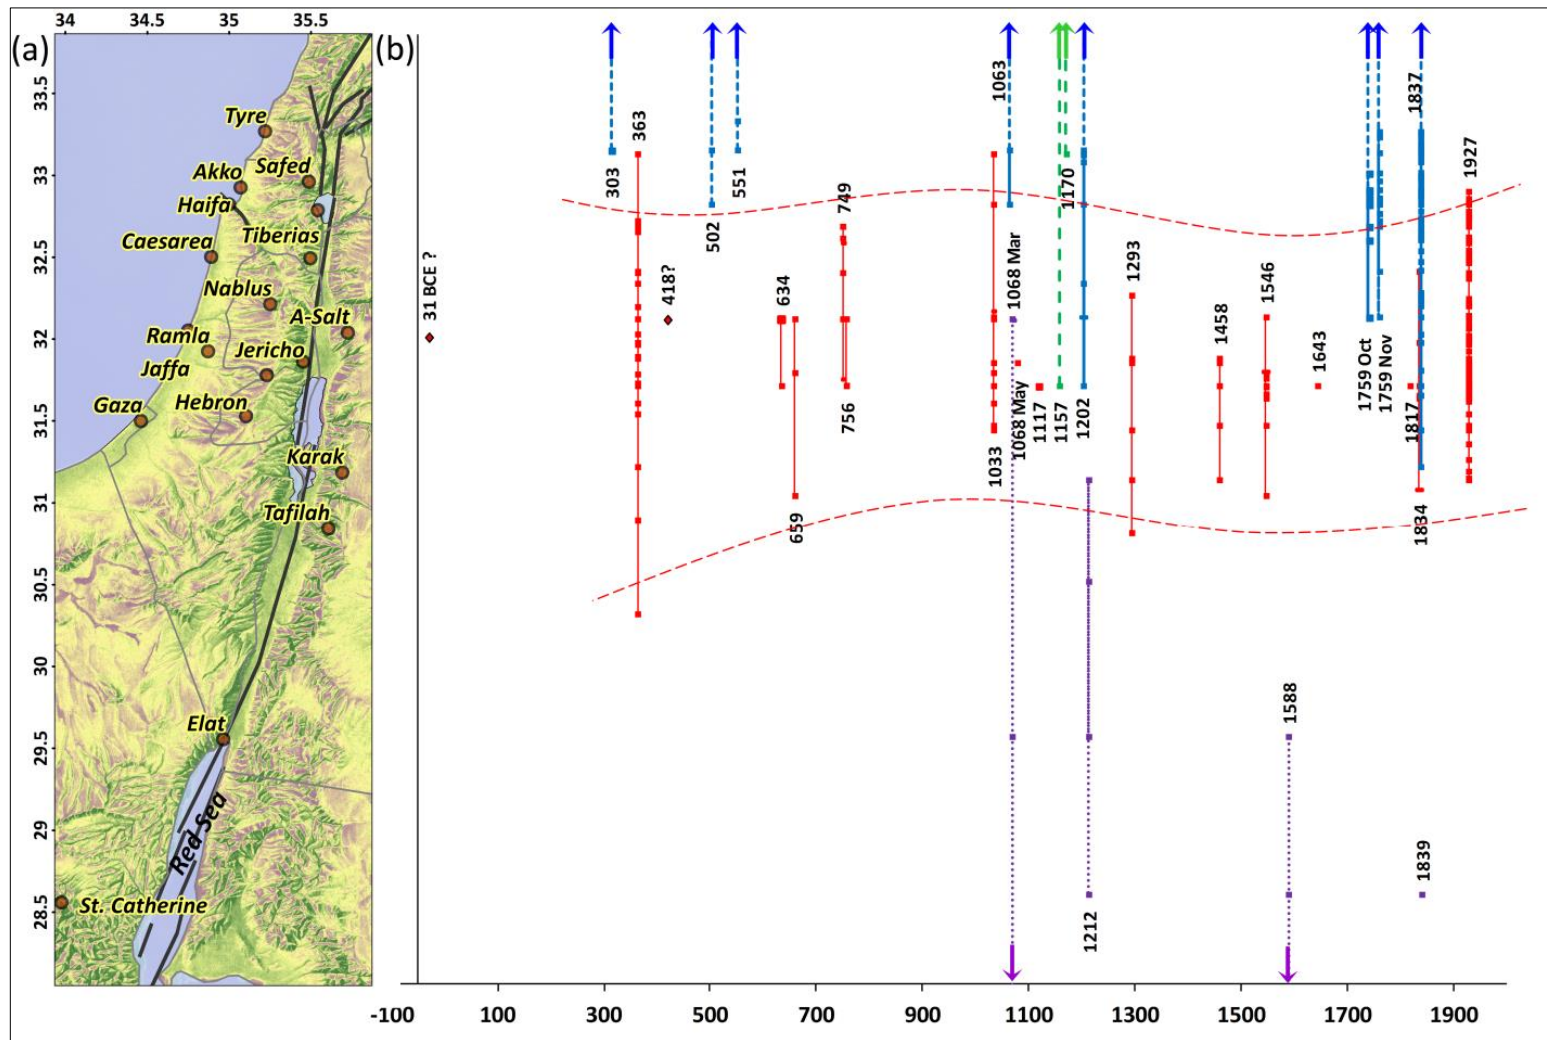 34
34.5
35
35.5
(a)
(b)
33.5
33
32.5
32
31.5
31
30.5
30
29.5
29
28.5
Tyre
Akko
Safed
Haifa
Tiberias
Caesarea
Nablus
A-Salt
Ramla
Jericho
Jaffa
Gaza
Hebron
Karak
Tafilah
Elat
Red Sea
St. Catherine
31 BCE ?
303
363
418?
502
551
634
659
749
756
1033
1063
1068 Mar
1068 May
1117
1157
1170
1202
1212
1293
1458
1546
1588
1643
1759 Oct
1759 Nov
1817
1834
1837
1839
1927
-100
100
300
500
700
900
1100
1300
1500
1700
1900